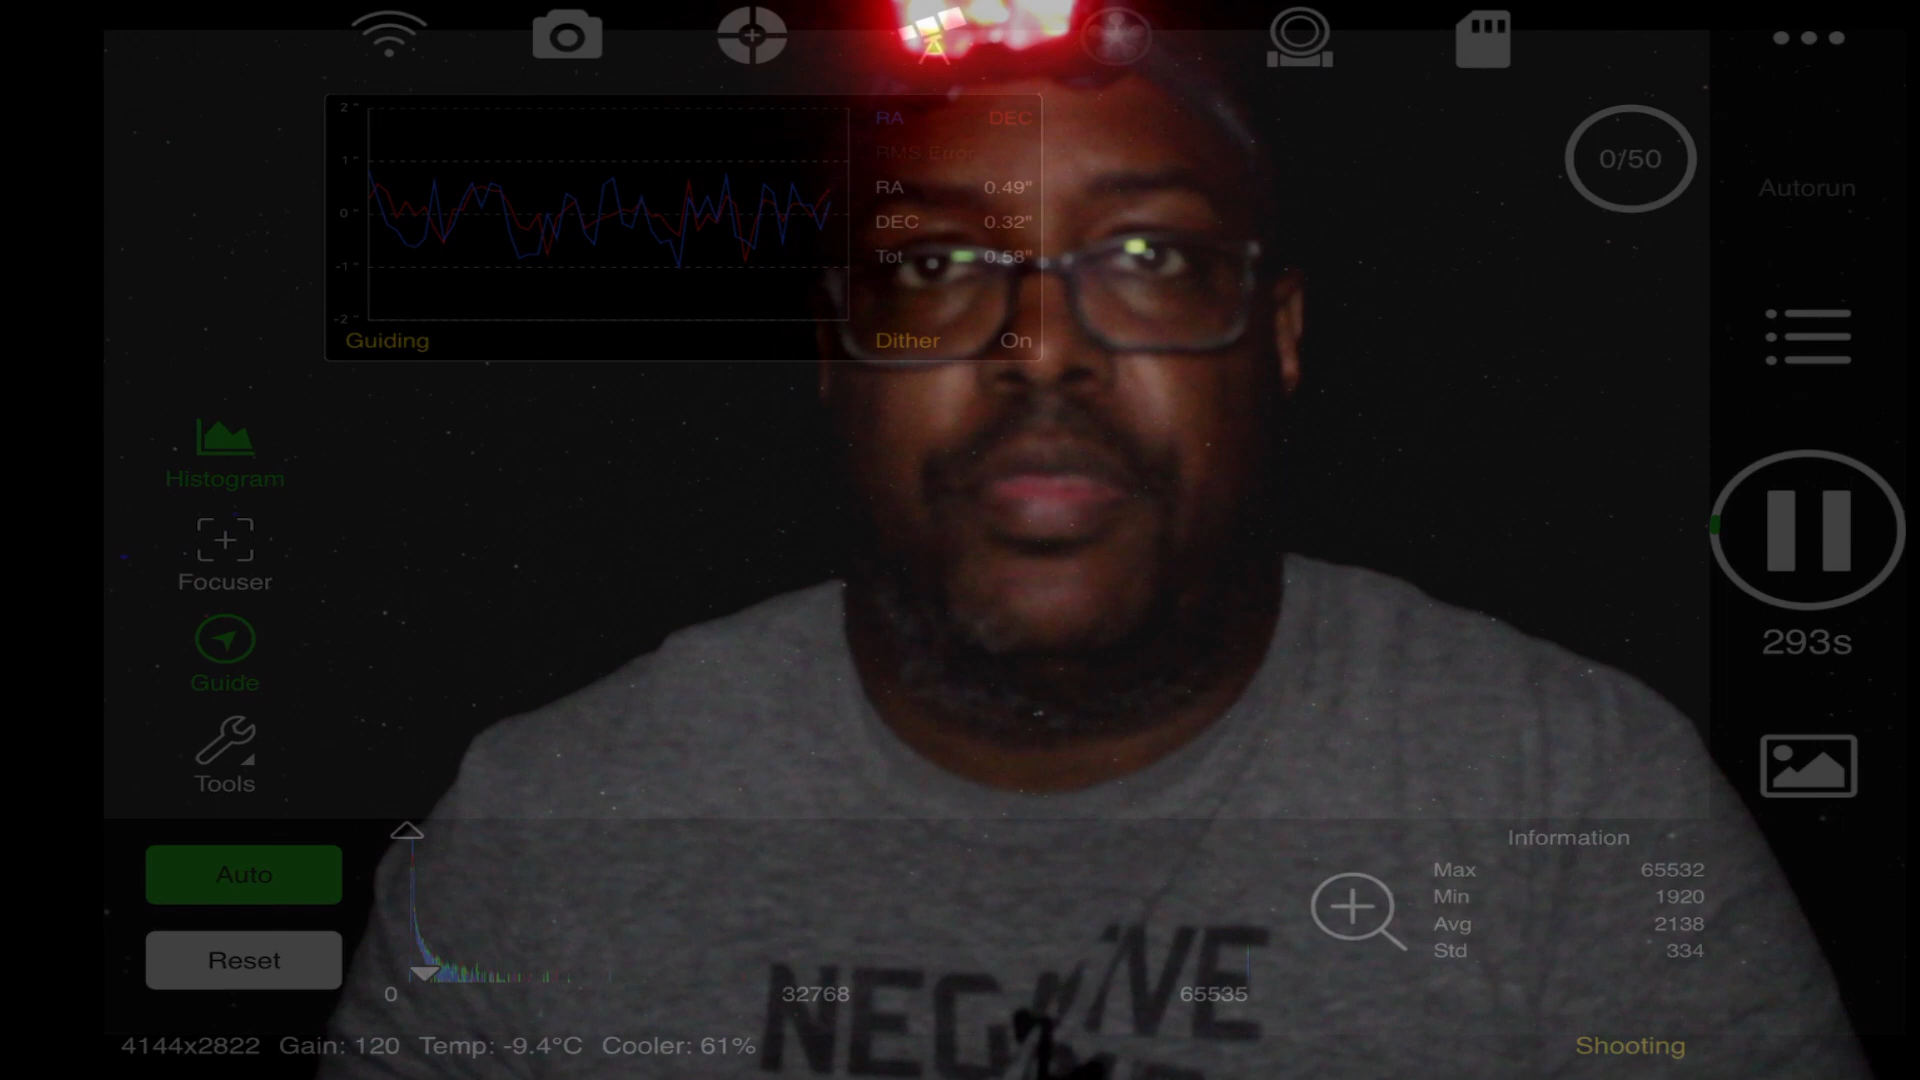 2"
1"
0"
-1"
-2"
RA DEC
RMS Error
RA 0.49"
DEC 0.32"
Tot 0.58"
Guiding
Dither On
0/50
Autorun
Histogram
Focuser
Guide
Tools
293s
Auto
Reset
0 32768 65535
Information
Max 65532
Min 1920
Avg 2138
Std 334
4144x2822 Gain: 120 Temp: -9.4°C Cooler: 61%
Shooting